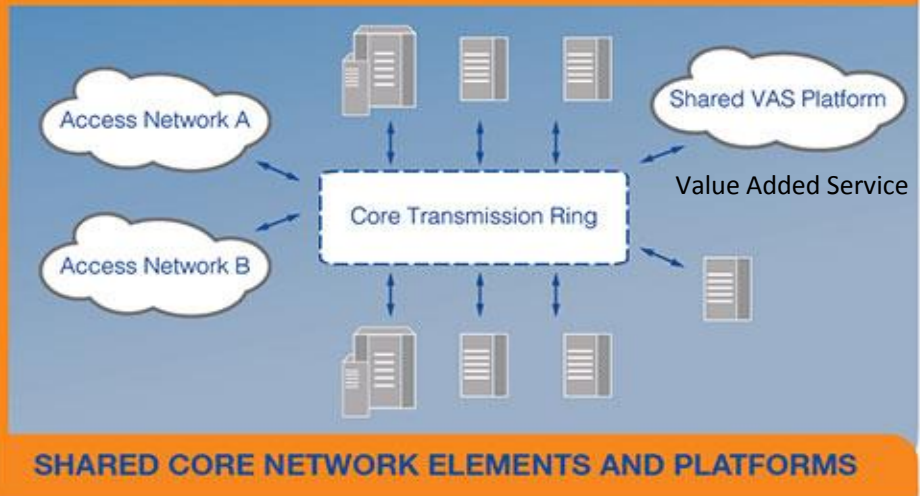 Access Network A
Shared VAS Platform
Value Added Service
Core Transmission Ring
Access Network B
SHARED CORE NETWORK ELEMENTS AND PLATFORMS